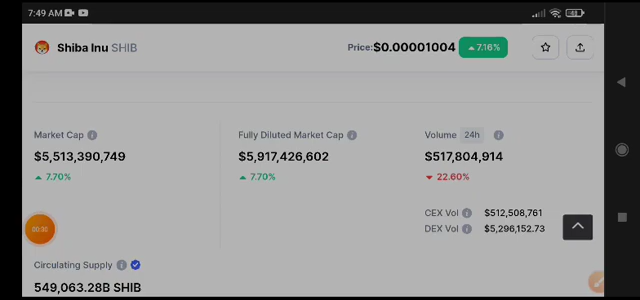 7:49 AM
Shiba Inu SHIB
Price:$0.00001004 7.16%
Market Cap
$5,513,390,749
7.70%
Fully Diluted Market Cap
$5,917,426,602
7.70%
Volume 24h
$517,804,914
22.60%
CEX Vol $512,508,761
DEX Vol $5,296,152.73
Circulating Supply
549,063.28B SHIB